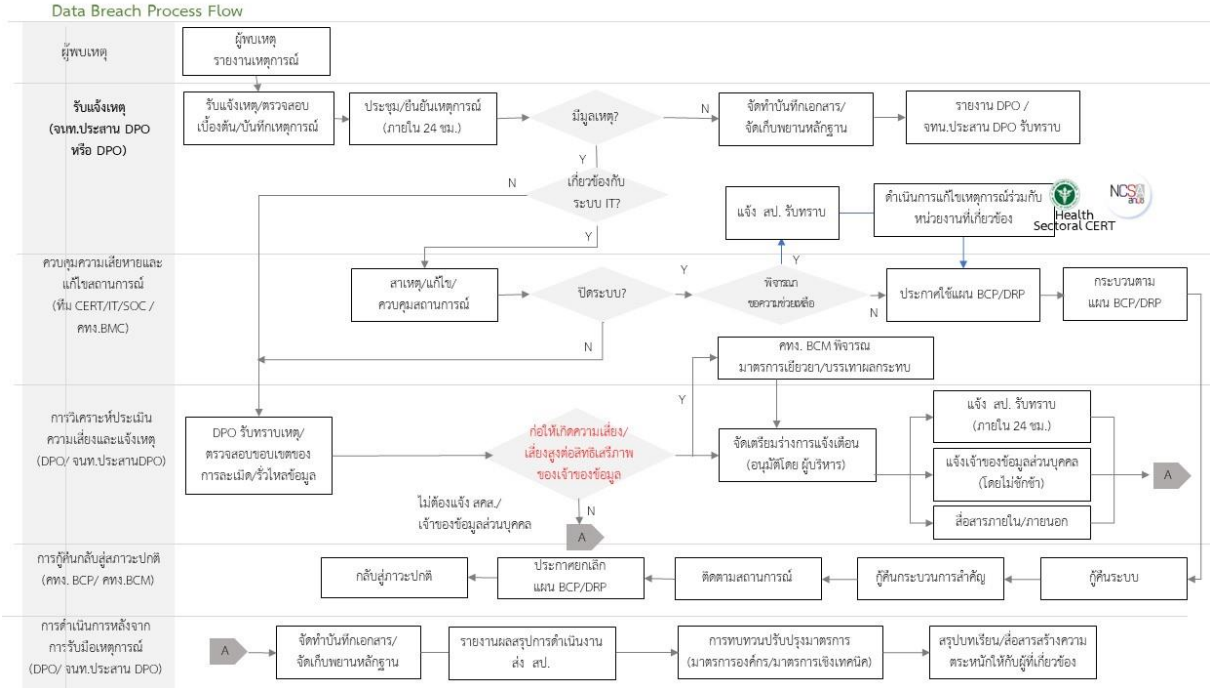 Data Breach Process Flow
ผู้พบเหตุ
ผู้พบเหตุ
รายงานเหตุการณ์
รับแจ้งเหตุ
(จนท.ประสาน DPO
หรือ DPO)
รับแจ้งเหตุ/ตรวจสอบ
เบื้องต้น/บันทึกเหตุการณ์
ประชุม/ยืนยันเหตุการณ์
(ภายใน 24 ชม.)
มีมูลเหตุ?
N
จัดทำบันทึกเอกสาร/
จัดเก็บพยานหลักฐาน
รายงาน DPO /
จทน.ประสาน DPO รับทราบ
Y
N
เกี่ยวข้องกับ
ระบบ IT?
Y
แจ้ง สป. รับทราบ
ดำเนินการแก้ไขเหตุการณ์ร่วมกับ
หน่วยงานที่เกี่ยวข้อง
Health
Sectoral CERT
NCSA
สกมช
ควบคุมความเสียหายและ
แก้ไขสถานการณ์
(ทีม CERT/IT/SOC /
คทง.BMC)
สาเหตุ/แก้ไข/
ควบคุมสถานการณ์
ปิดระบบ?
Y
พิจารณา
ขอความช่วยเหลือ
Y
N
ประกาศใช้แผน BCP/DRP
กระบวนตาม
แผน BCP/DRP
N
คทง. BCM พิจารณ
มาตรการเยียวยา/บรรเทาผลกระทบ
การวิเคราะห์ประเมิน
ความเสี่ยงและแจ้งเหตุ
(DPO/ จนท.ประสานDPO)
DPO รับทราบเหตุ/
ตรวจสอบขอบเขตของ
การละเมิด/รั่วไหลข้อมูล
ก่อให้เกิดความเสี่ยง/
เสี่ยงสูงต่อสิทธิเสรีภาพ
ของเจ้าของข้อมูล
Y
จัดเตรียมร่างการแจ้งเตือน
(อนุมัติโดย ผู้บริหาร)
แจ้ง สป. รับทราบ
(ภายใน 24 ชม.)
แจ้งเจ้าของข้อมูลส่วนบุคคล
(โดยไม่ชักช้า)
สื่อสารภายใน/ภายนอก
A
ไม่ต้องแจ้ง สคส./
เจ้าของข้อมูลส่วนบุคคล
N
A
การกู้คืนกลับสู่สภาวะปกติ
(คทง. BCP/ คทง.BCM)
กลับสู่ภาวะปกติ
ประกาศยกเลิก
แผน BCP/DRP
ติดตามสถานการณ์
กู้คืนกระบวนการสำคัญ
กู้คืนระบบ
การดำเนินการหลังจาก
การรับมือเหตุการณ์
(DPO/ จนท.ประสาน DPO)
A
จัดทำบันทึกเอกสาร/
จัดเก็บพยานหลักฐาน
รายงานผลสรุปการดำเนินงาน
ส่ง สป.
การทบทวนปรับปรุงมาตรการ
(มาตรการองค์กร/มาตรการเชิงเทคนิค)
สรุปบทเรียน/สื่อสารสร้างความ
ตระหนักให้กับผู้ที่เกี่ยวข้อง